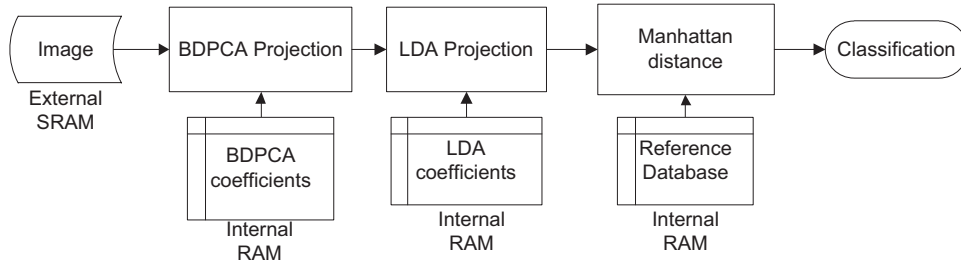 Image
BDPCA Projection
LDA Projection
Manhattan
distance
Classification
External
SRAM
BDPCA
coefficients
LDA
coefficients
Reference
Database
Internal
RAM
Internal
RAM
Internal
RAM